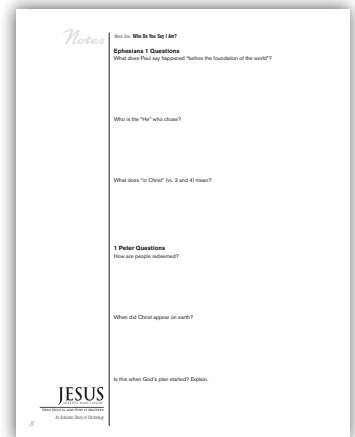 Notes
Week One: Who Do You Say I Am?
Ephesians 1 Questions
What does Paul say happened “before the foundation of the world”?
Who is the “He” who chose?
What does “in Christ” (vv. 3 and 4) mean?
1 Peter Questions
How are people redeemed?
When did Christ appear on earth?
Is this when God’s plan started? Explain.
JESUS
An Inductive Study of Christology
8